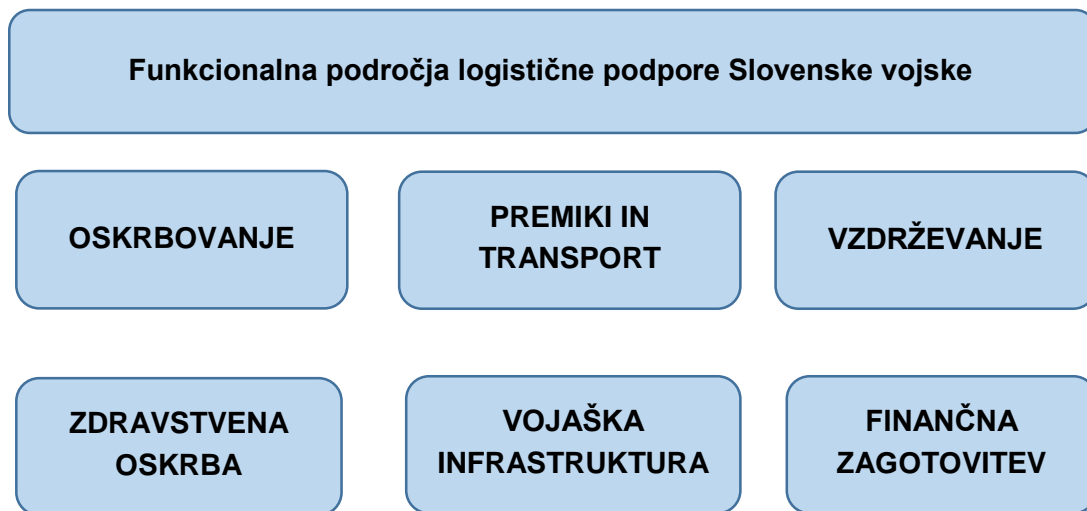 Funkcionalna področja logistične podpore Slovenske vojske
OSKRBOVANJE
PREMIKI IN
TRANSPORT
VZDRŽEVANJE
ZDRAVSTVENA
OSKRBA
VOJAŠKA
INFRASTRUKTURA
FINANČNA
ZAGOTOVITEV